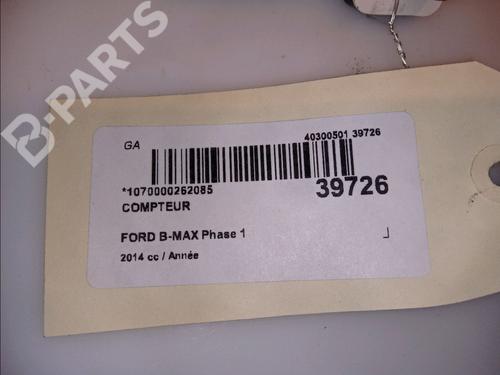 B-PARTS
GA
40300501 39726
*1070000262085
39726
COMPTEUR
FORD B-MAX Phase 1
2014 cc / Année